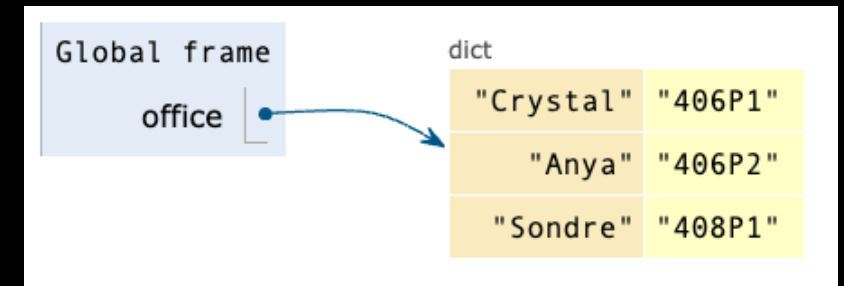 Global frame
office
dict
"Crystal" "406P1"
"Anya" "406P2"
"Sondre" "408P1"